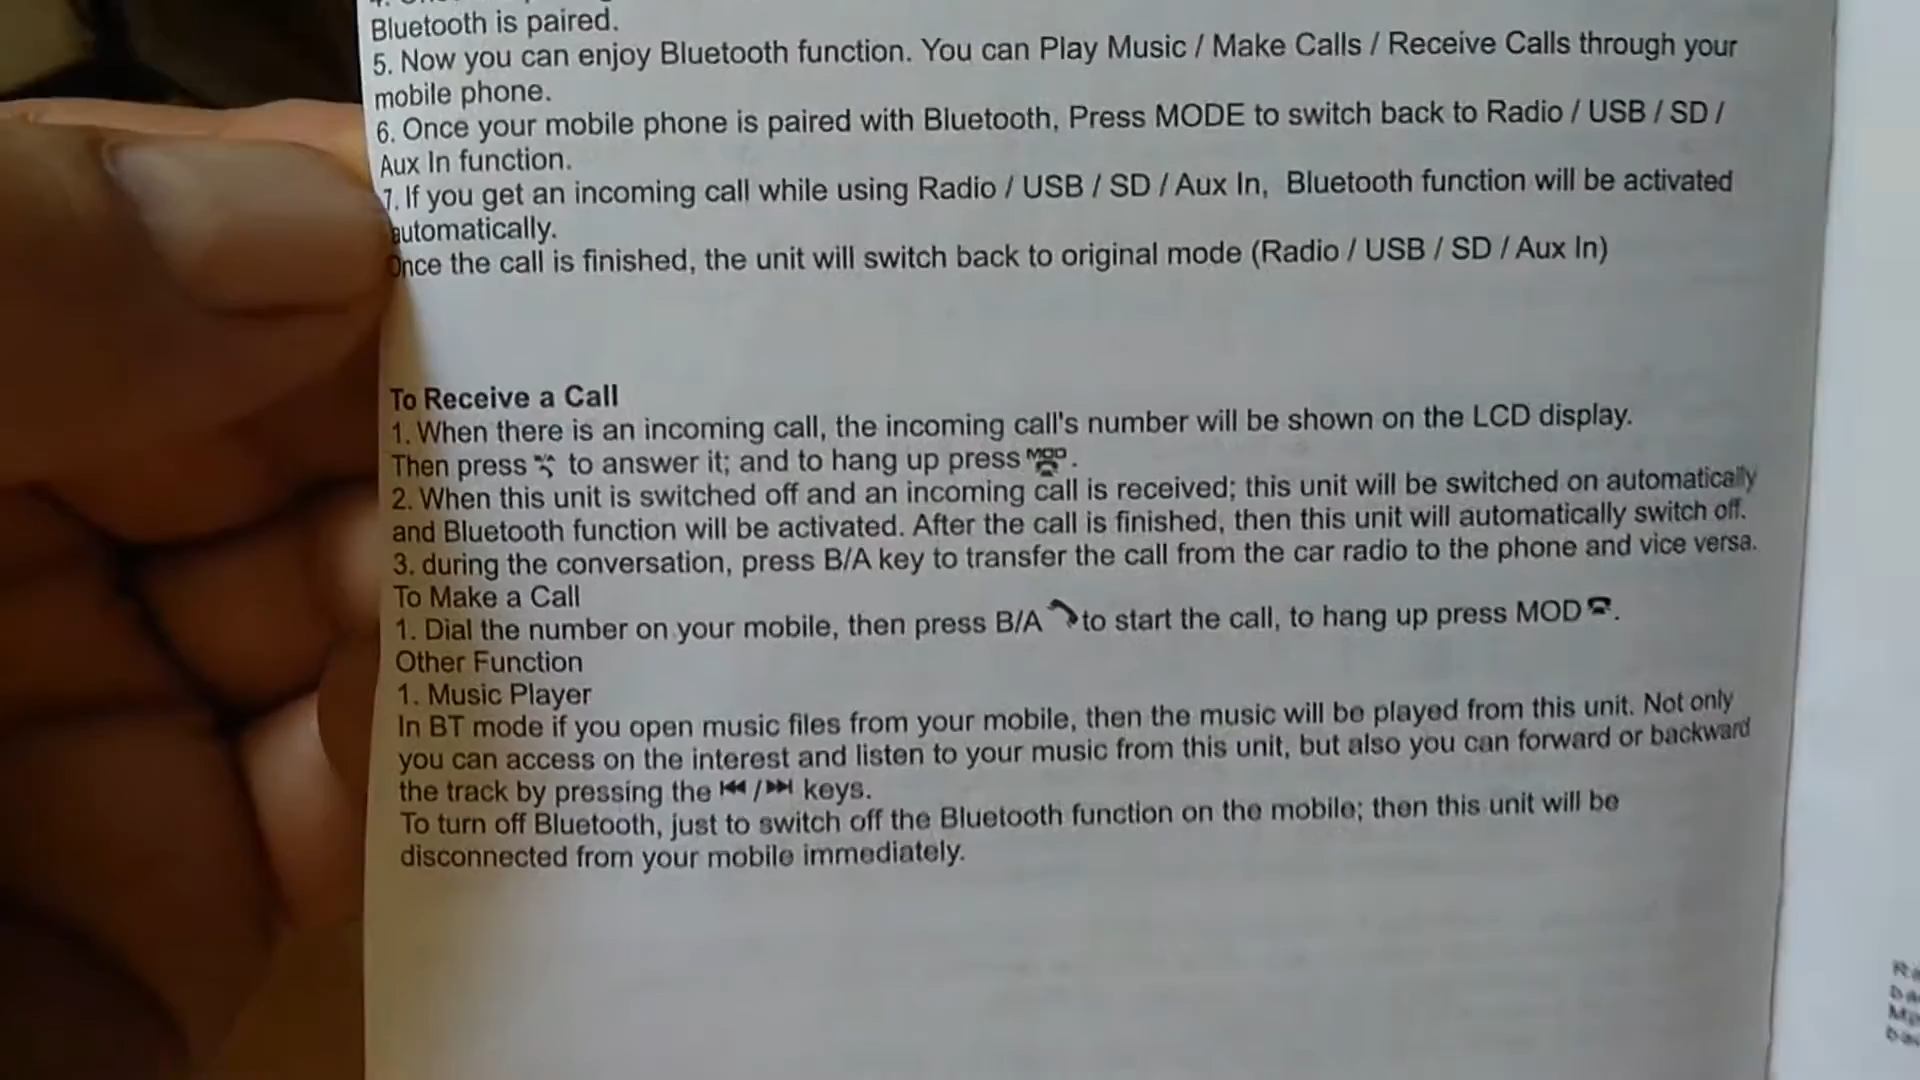 Bluetooth is paired.
5. Now you can enjoy Bluetooth function. You can Play Music / Make Calls / Receive Calls through your
mobile phone.
6. Once your mobile phone is paired with Bluetooth, Press MODE to switch back to Radio / USB / SD /
Aux In function.
7. If you get an incoming call while using Radio / USB / SD / Aux In, Bluetooth function will be activated
automatically.
Once the call is finished, the unit will switch back to original mode (Radio / USB / SD / Aux In)
To Receive a Call
1. When there is an incoming call, the incoming call's number will be shown on the LCD display.
Then press to answer it; and to hang up press MOD .
2. When this unit is switched off and an incoming call is received; this unit will be switched on automatically
and Bluetooth function will be activated. After the call is finished, then this unit will automatically switch off.
3. during the conversation, press B/A key to transfer the call from the car radio to the phone and vice versa.
To Make a Call
1. Dial the number on your mobile, then press B/A to start the call, to hang up press MOD ☎.
Other Function
1. Music Player
In BT mode if you open music files from your mobile, then the music will be played from this unit. Not only
you can access on the interest and listen to your music from this unit, but also you can forward or backward
the track by pressing the ⏮ / ⏭ keys.
To turn off Bluetooth, just to switch off the Bluetooth function on the mobile; then this unit will be
disconnected from your mobile immediately.